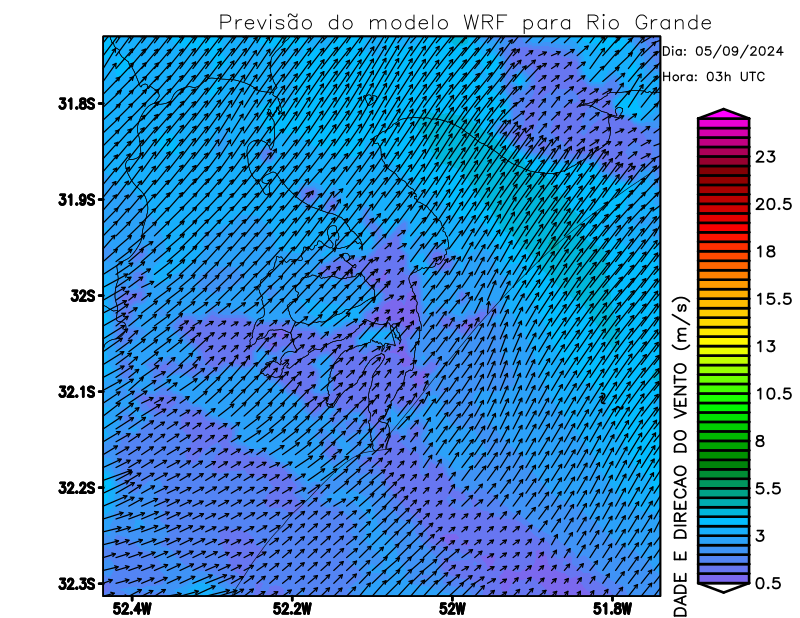 Previsão do modelo WRF para Rio Grande
Dia: 05/09/2024
Hora: 03h UTC
31.8S
31.9S
32S
32.1S
32.2S
32.3S
52.4W
52.2W
52W
51.8W
23
20.5
18
15.5
13
10.5
8
5.5
3
0.5
DADE E DIRECAO DO VENTO (m/s)